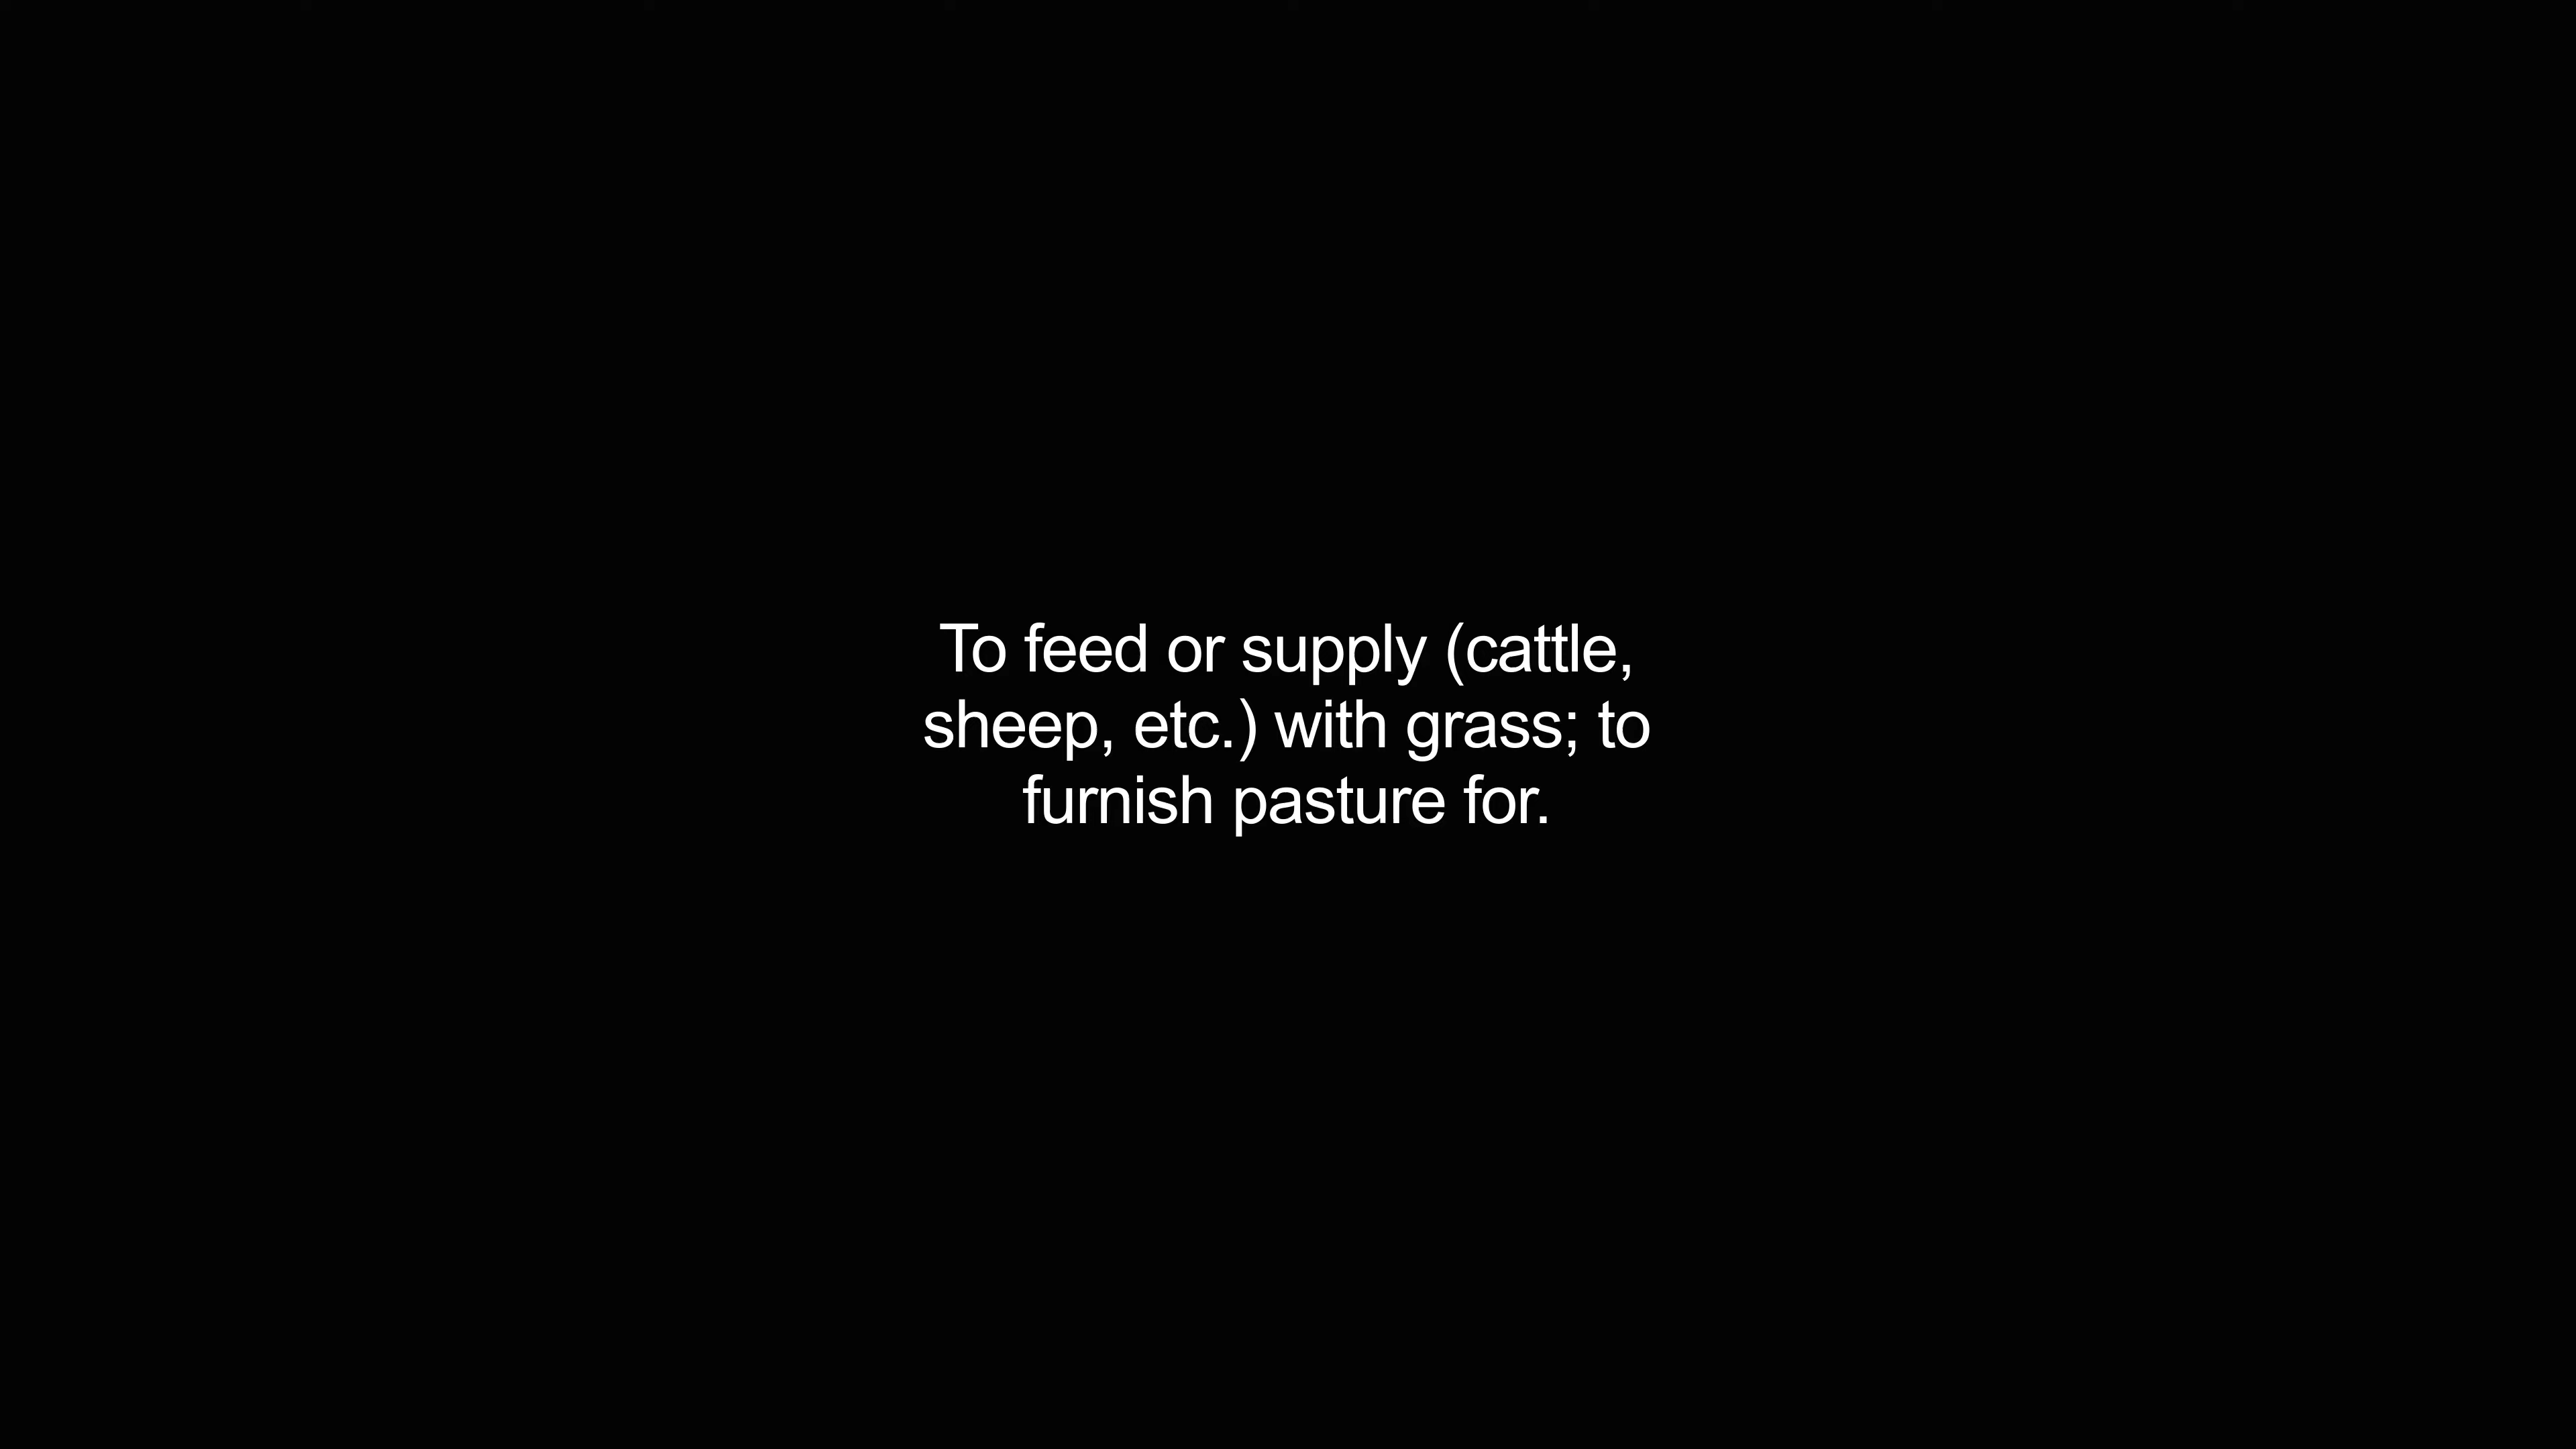 To feed or supply (cattle,
sheep, etc.) with grass; to
furnish pasture for.